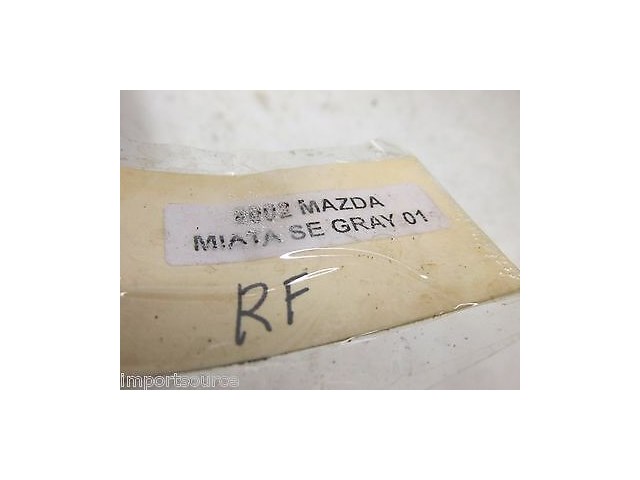 MAZDA
MIATA SE GRAY 01
RF
importsource